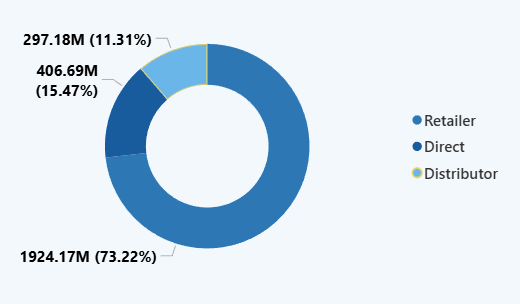 297.18M (11.31%)
406.69M
(15.47%)
Retailer
Direct
Distributor
1924.17M (73.22%)